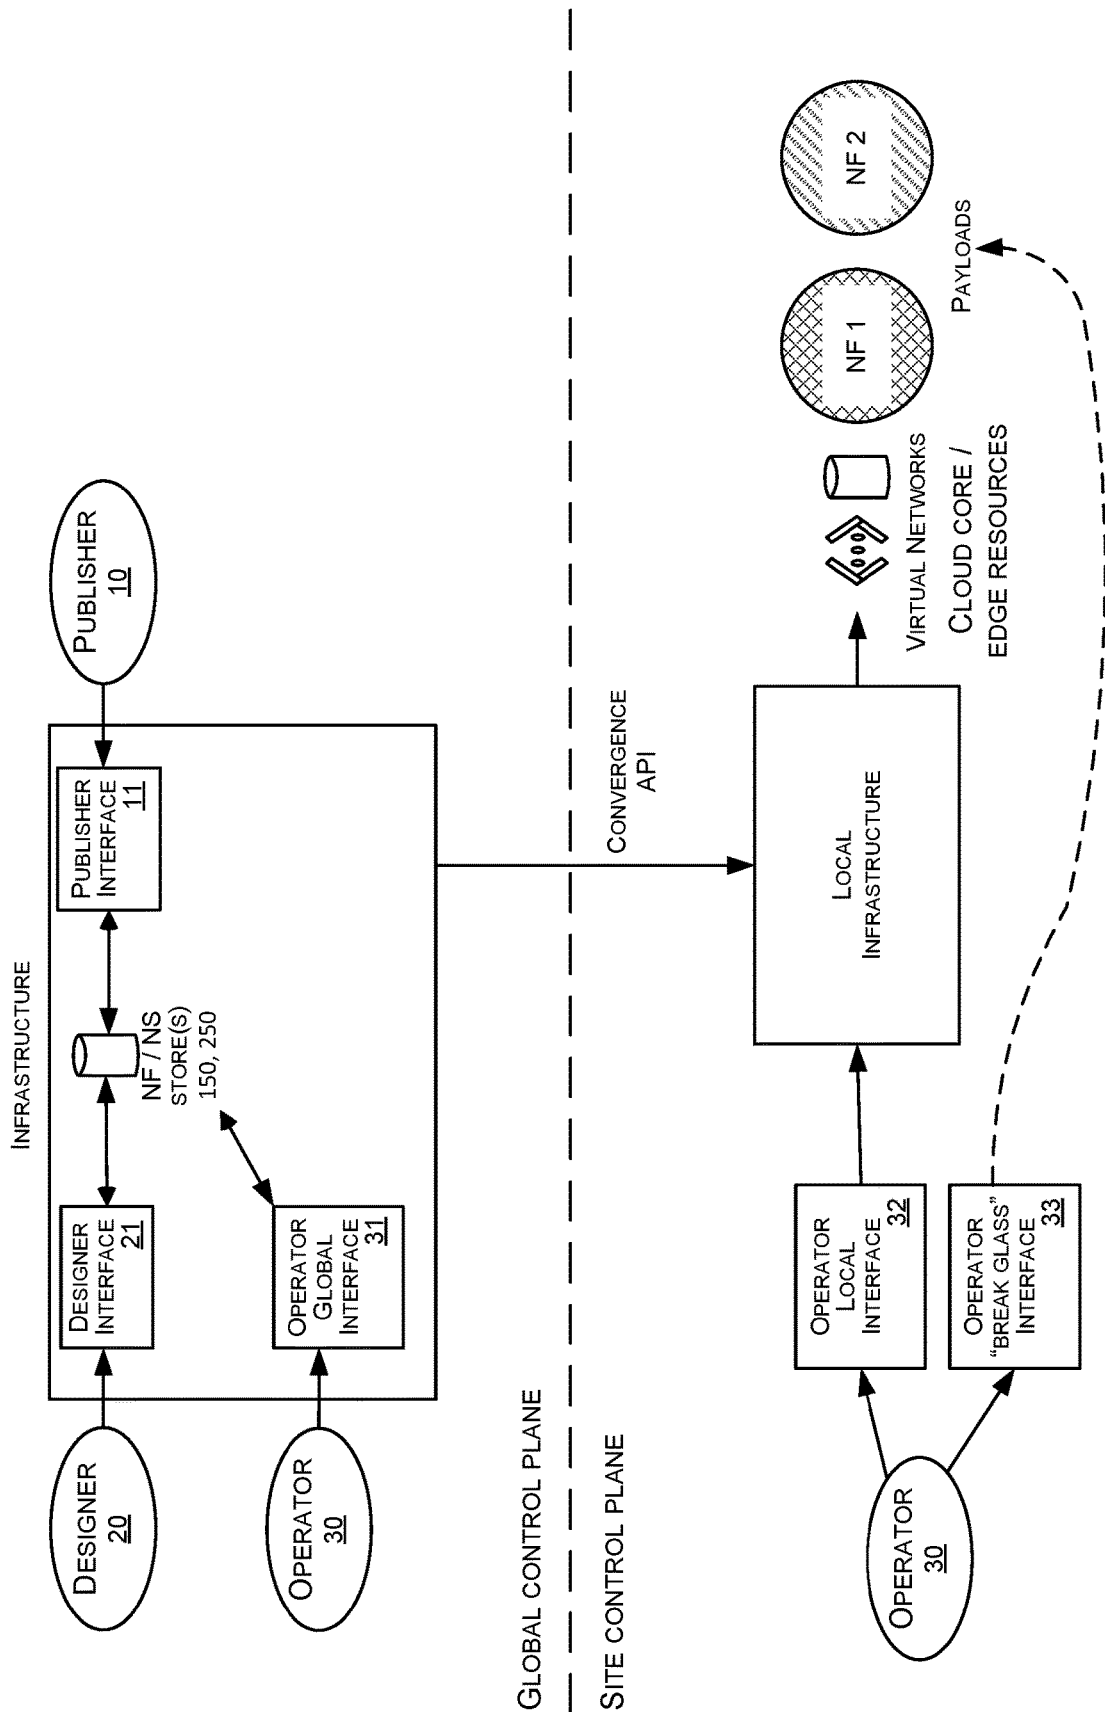 INFRASTRUCTURE
DESIGNER
20
DESIGNER
INTERFACE
21
NF / NS
STORE(S)
150, 250
PUBLISHER
INTERFACE
11
PUBLISHER
10
OPERATOR
30
OPERATOR
GLOBAL
INTERFACE
31
GLOBAL CONTROL PLANE
CONVERGENCE
API
SITE CONTROL PLANE
OPERATOR
30
OPERATOR
LOCAL
INTERFACE
32
OPERATOR
"BREAK GLASS"
INTERFACE
33
LOCAL
INFRASTRUCTURE
VIRTUAL NETWORKS
CLOUD CORE /
EDGE RESOURCES
NF 1
NF 2
PAYLOADS